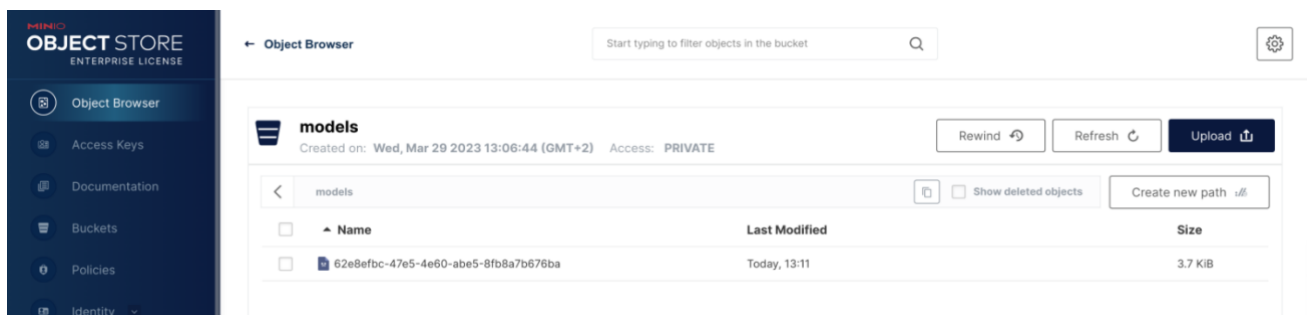 MINIO
OBJECT STORE
ENTERPRISE LICENSE
Object Browser
Access Keys
Documentation
Buckets
Policies
Identity
← Object Browser
Start typing to filter objects in the bucket
models
Created on: Wed, Mar 29 2023 13:06:44 (GMT+2) Access: PRIVATE
Rewind
Refresh
Upload
models
Show deleted objects
Create new path
Name Last Modified Size
62e8efbc-47e5-4e60-abe5-8fb8a7b676ba Today, 13:11 3.7 KiB